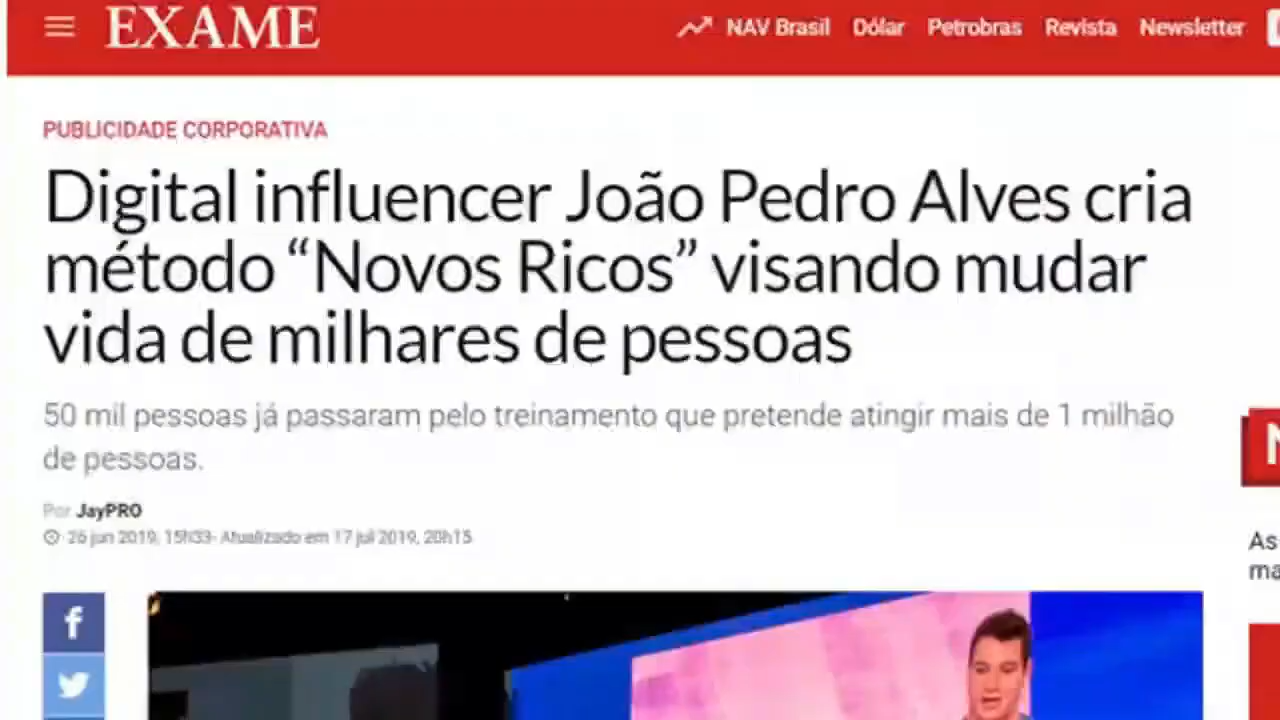 EXAME
NAV Brasil Dólar Petrobras Revista Newsletter
PUBLICIDADE CORPORATIVA
Digital influencer João Pedro Alves cria
método “Novos Ricos” visando mudar
vida de milhares de pessoas
50 mil pessoas já passaram pelo treinamento que pretende atingir mais de 1 milhão
de pessoas.
Por JayPRO
26 jun 2019, 15h33- Atualizado em 17 jul 2019, 20h15
As
ma